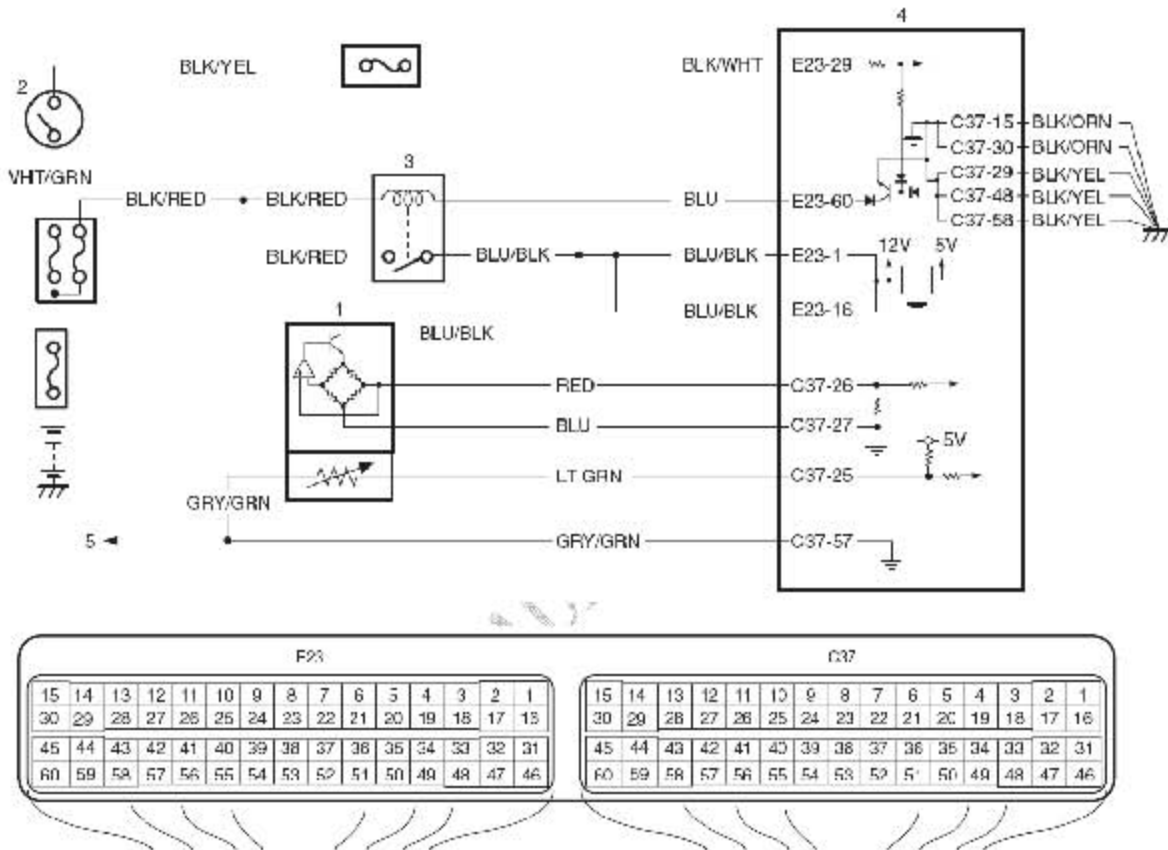 4
BLK/YEL
BLK/WHT E23-29
2
C37-15 BLK/ORN
C37-30 BLK/ORN
3
C37-29 BLK/YEL
WHT/GRN
BLK/RED BLK/RED BLU E23-60
C37-48 BLK/YEL
C37-58 BLK/YEL
12V 5V
BLK/RED BLU/BLK BLU/BLK E23-1
1
BLU/BLK E23-16
BLU/BLK
RED C37-26
BLU C37-27
5V
LT GRN C37-25
GRY/GRN
5 GRY/GRN C37-57
E23 C37
15 14 13 12 11 10 9 8 7 6 5 4 3 2 1 15 14 13 12 11 10 9 8 7 6 5 4 3 2 1
30 29 28 27 26 25 24 23 22 21 20 19 18 17 16 30 29 28 27 26 25 24 23 22 21 20 19 18 17 16
45 44 43 42 41 40 39 38 37 36 35 34 33 32 31 45 44 43 42 41 40 39 38 37 36 35 34 33 32 31
60 59 58 57 56 55 54 53 52 51 50 49 48 47 46 60 59 58 57 56 55 54 53 52 51 50 49 48 47 46